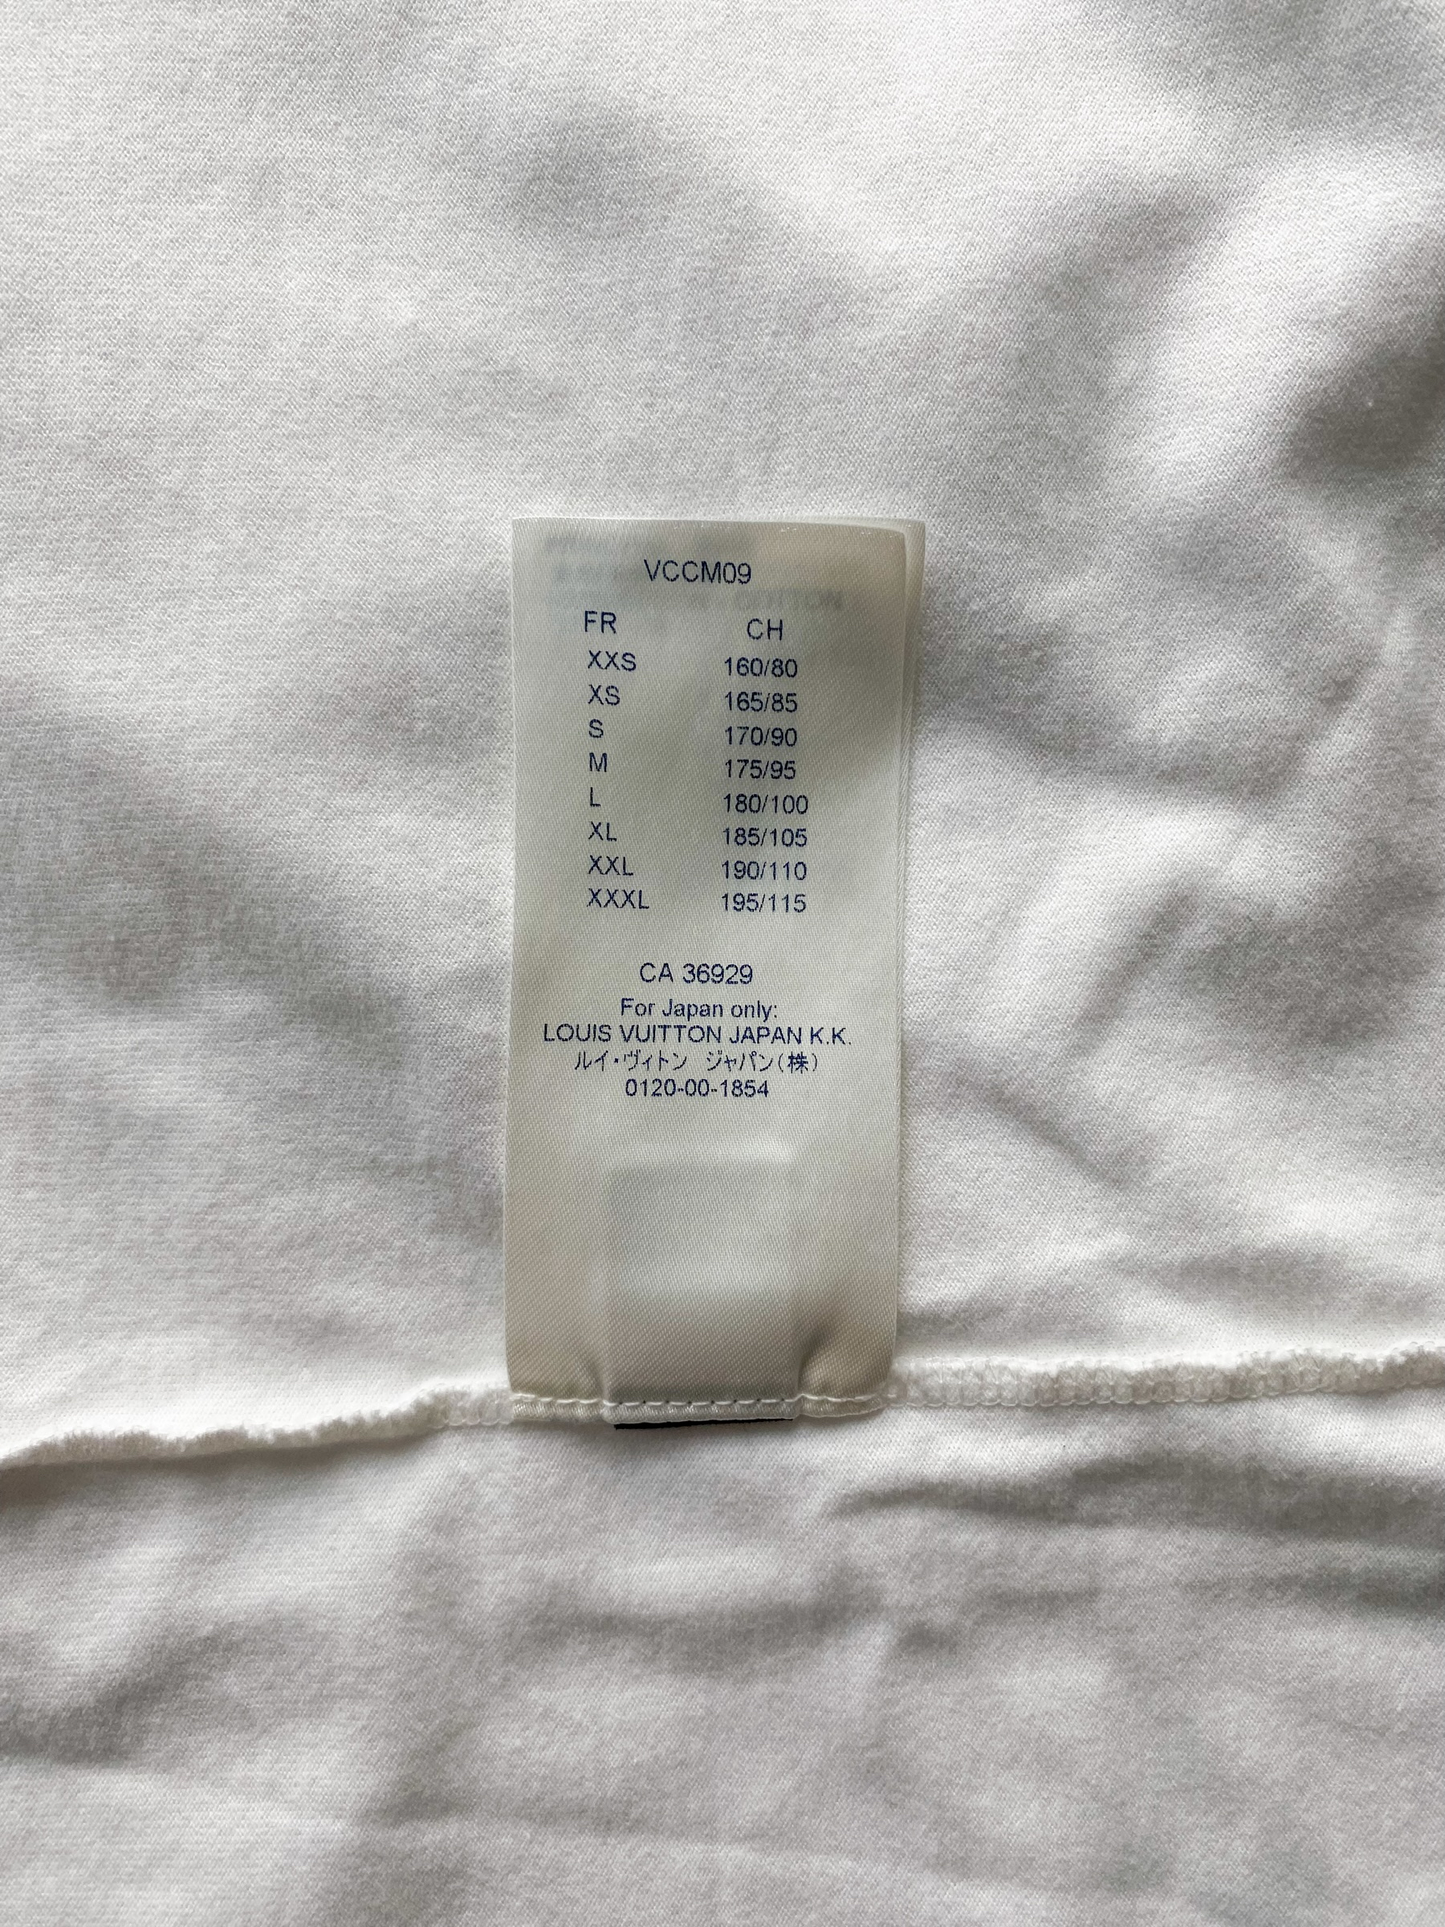 VCCM09
FR CH
XXS 160/80
XS 165/85
S 170/90
M 175/95
L 180/100
XL 185/105
XXL 190/110
XXXL 195/115
CA 36929
For Japan only:
LOUIS VUITTON JAPAN K.K.
ルイ・ヴィトン ジャパン(株)
0120-00-1854